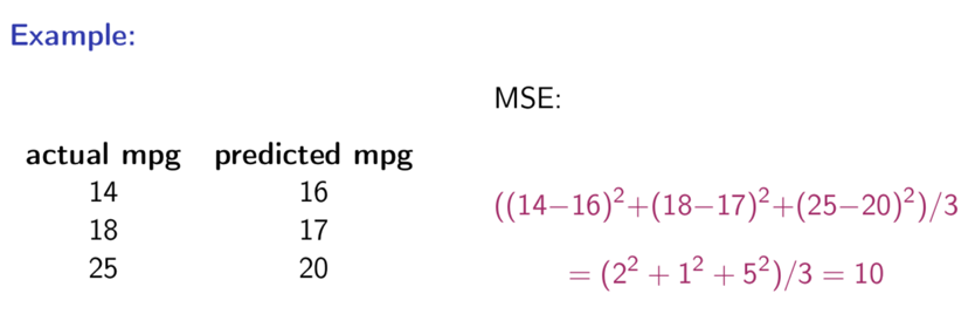 Example:
MSE:
actual mpg predicted mpg
14 16
18 17
25 20
((14−16)²+(18−17)²+(25−20)²)/3
= (2² + 1² + 5²)/3 = 10